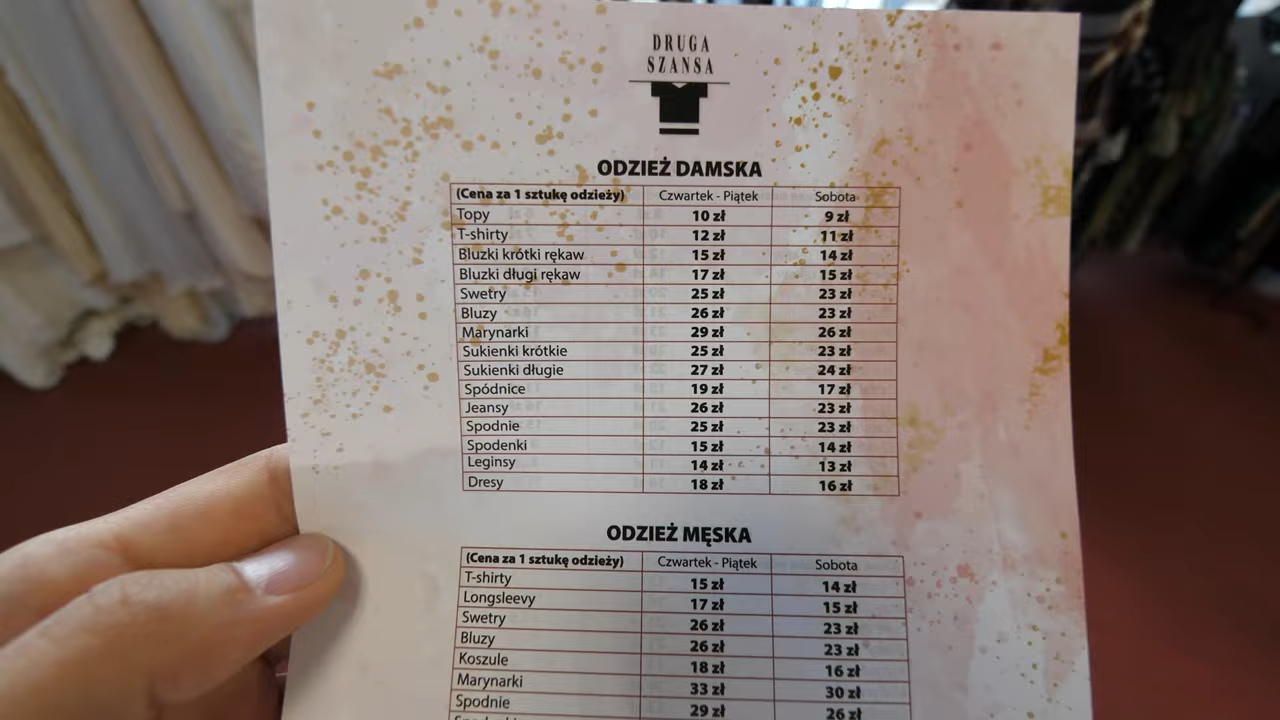 DRUGA
SZANSA
ODZIEŻ DAMSKA
(Cena za 1 sztukę odzieży) Czwartek - Piątek Sobota
Topy 10 zł 9 zł
T-shirty 12 zł 11 zł
Bluzki krótki rękaw 15 zł 14 zł
Bluzki długi rękaw 17 zł 15 zł
Swetry 25 zł 23 zł
Bluzy 26 zł 23 zł
Marynarki 29 zł 26 zł
Sukienki krótkie 25 zł 23 zł
Sukienki długie 27 zł 24 zł
Spódnice 19 zł 17 zł
Jeansy 26 zł 23 zł
Spodnie 25 zł 23 zł
Spodenki 15 zł 14 zł
Leginsy 14 zł 13 zł
Dresy 18 zł 16 zł
ODZIEŻ MĘSKA
(Cena za 1 sztukę odzieży) Czwartek - Piątek Sobota
T-shirty 15 zł 14 zł
Longsleevy 17 zł 15 zł
Swetry 26 zł 23 zł
Bluzy 26 zł 23 zł
Koszule 18 zł 16 zł
Marynarki 33 zł 30 zł
Spodnie 29 zł 26 zł